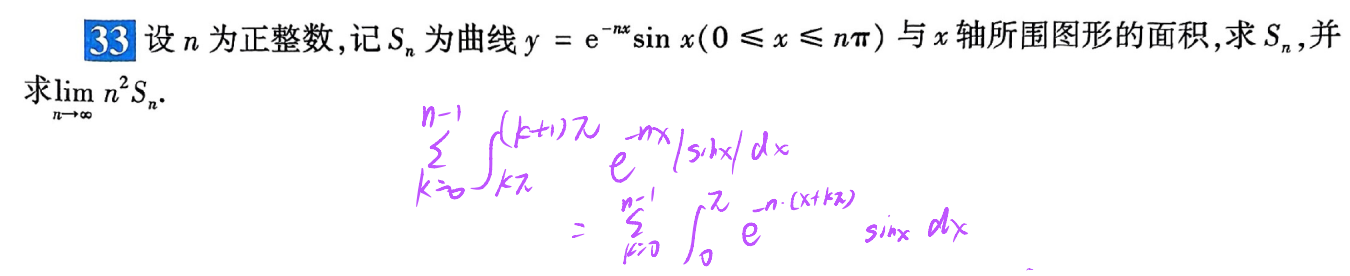 33 设 n 为正整数,记 Sₙ 为曲线 y = e⁻ⁿˣ sin x(0 ≤ x ≤ nπ) 与 x 轴所围图形的面积,求 Sₙ,并
求 lim_{n→∞} n²Sₙ.
∑_{k=0}^{n-1} ∫_{kπ}^{(k+1)π} e^{-nx} |sinx| dx
= ∑_{k=0}^{n-1} ∫_0^π e^{-n·(x+kπ)} sinx dx